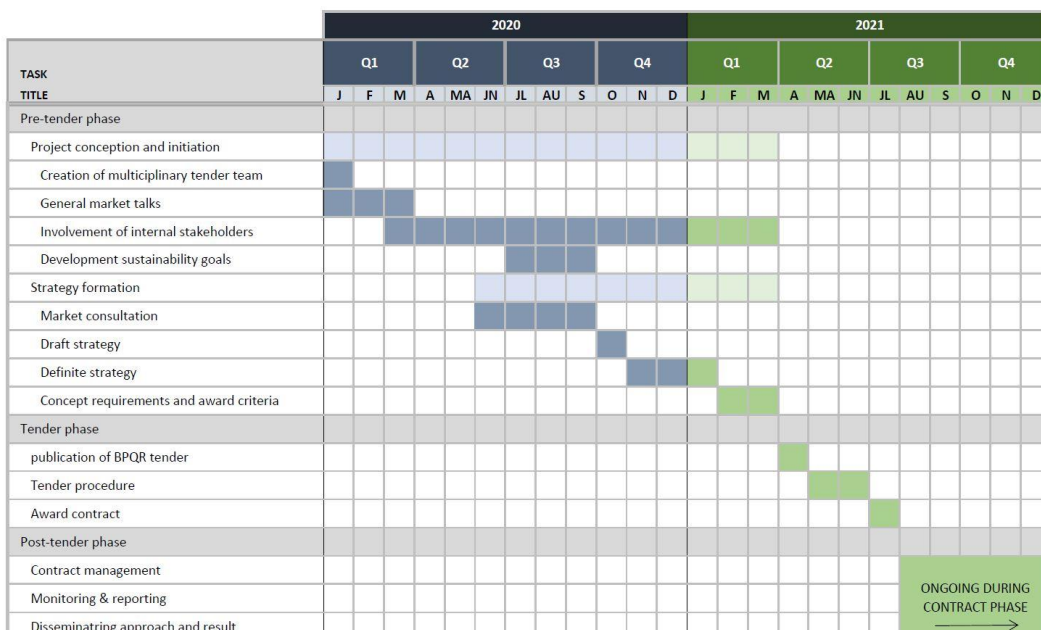 2020 2021
TASK Q1 Q2 Q3 Q4 Q1 Q2 Q3 Q4
TITLE J F M A MA JN JL AU S O N D J F M A MA JN JL AU S O N D
Pre-tender phase
Project conception and initiation
Creation of multiciplinary tender team
General market talks
Involvement of internal stakeholders
Development sustainability goals
Strategy formation
Market consultation
Draft strategy
Definite strategy
Concept requirements and award criteria
Tender phase
publication of BPQR tender
Tender procedure
Award contract
Post-tender phase
Contract management
Monitoring & reporting
ONGOING DURING
CONTRACT PHASE
Disseminatring approach and result